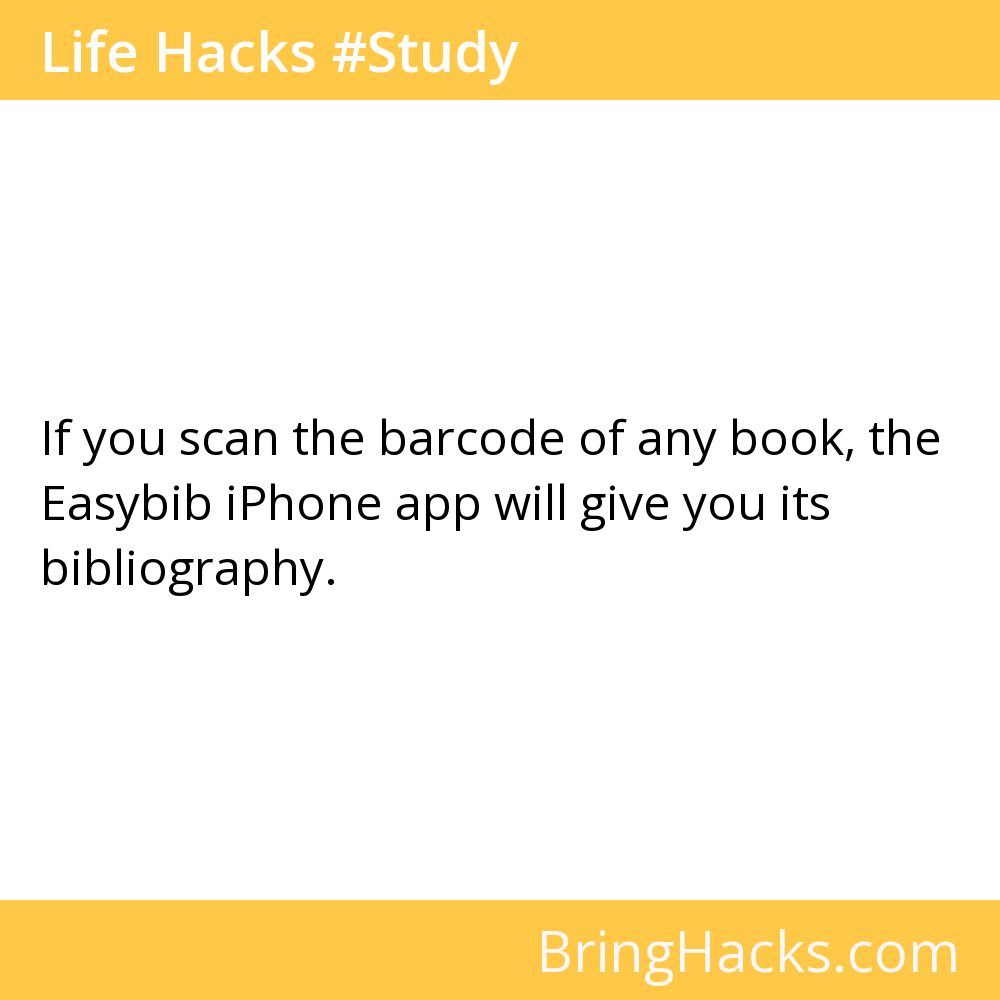 Life Hacks #Study
If you scan the barcode of any book, the
Easybib iPhone app will give you its
bibliography.
BringHacks.com